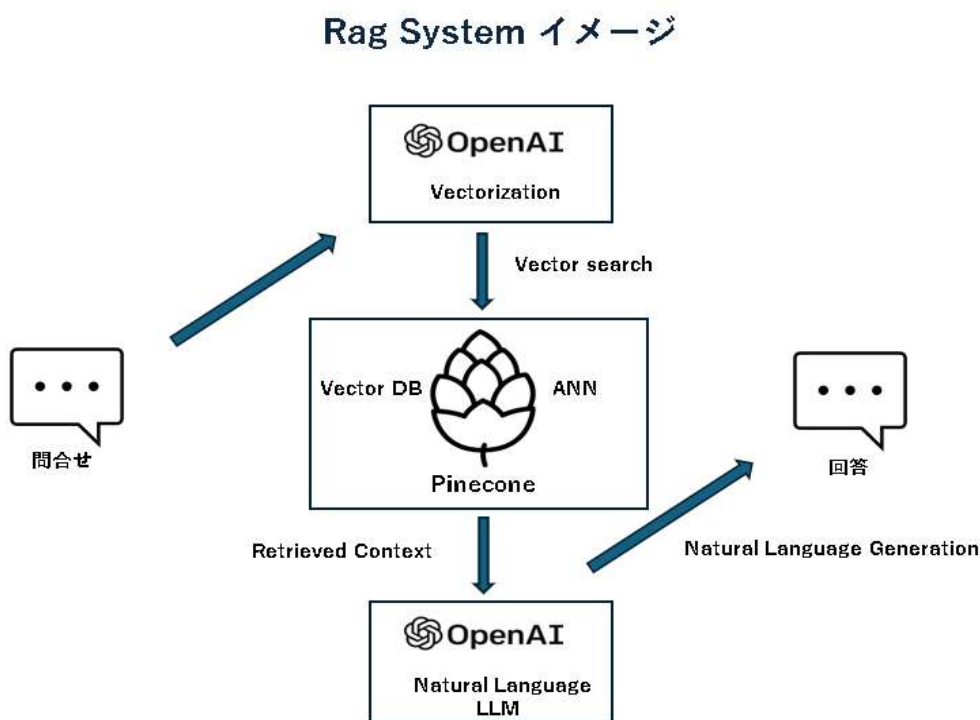 Rag System イメージ
OpenAI
Vectorization
Vector search
Vector DB
ANN
Pinecone
問合せ
回答
Retrieved Context
Natural Language Generation
OpenAI
Natural Language
LLM